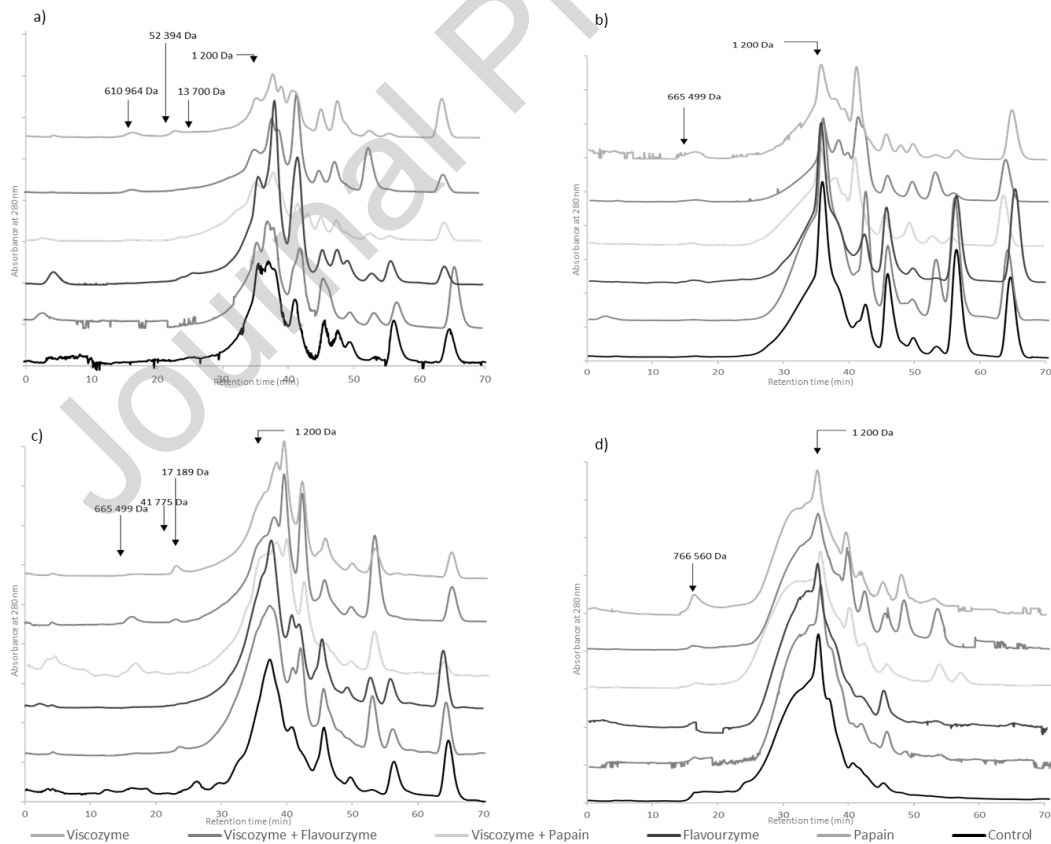 Journal Pr
a)
52 394 Da
1 200 Da
610 964 Da
13 700 Da
Absorbance at 280 nm
0 10 20 30 40 50 60 70
Retention time (min)
b)
1 200 Da
665 499 Da
Absorbance at 280 nm
0 10 20 30 40 50 60 70
Retention time (min)
c)
1 200 Da
17 189 Da
41 775 Da
665 499 Da
Absorbance at 280 nm
0 10 20 30 40 50 60 70
Retention time (min)
d)
1 200 Da
766 560 Da
Absorbance at 280 nm
0 10 20 30 40 50 60 70
Retention time (min)
Viscozyme Viscozyme + Flavourzyme Viscozyme + Papain Flavourzyme Papain Control